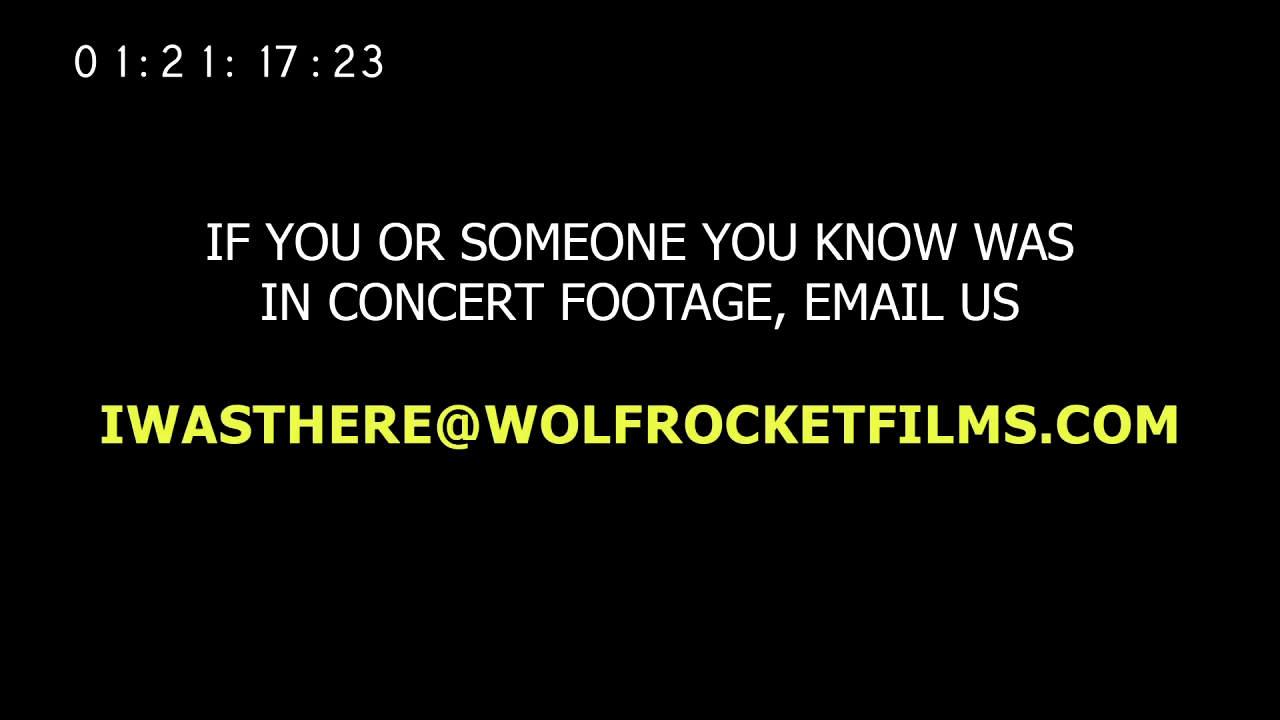 01:21:17:23
IF YOU OR SOMEONE YOU KNOW WAS
IN CONCERT FOOTAGE, EMAIL US
IWASTHERE@WOLFROCKETFILMS.COM